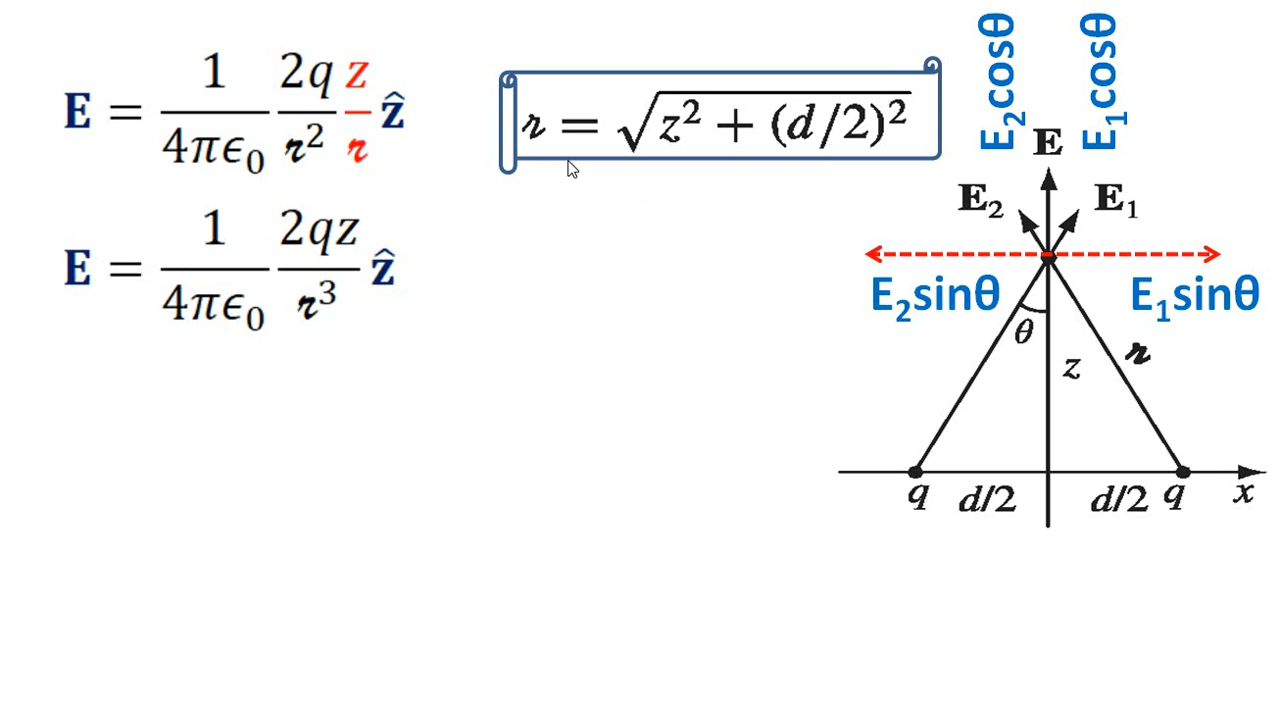 E = 1/4πϵ₀ 2q/𝓇² z/𝓇 ẑ
𝓇 = √z² + (d/2)²
E = 1/4πϵ₀ 2qz/𝓇³ ẑ
E₂cosθ
E₁cosθ
E
E₂
E₁
E₂sinθ
E₁sinθ
θ
z
𝓇
q
d/2
d/2
q
x